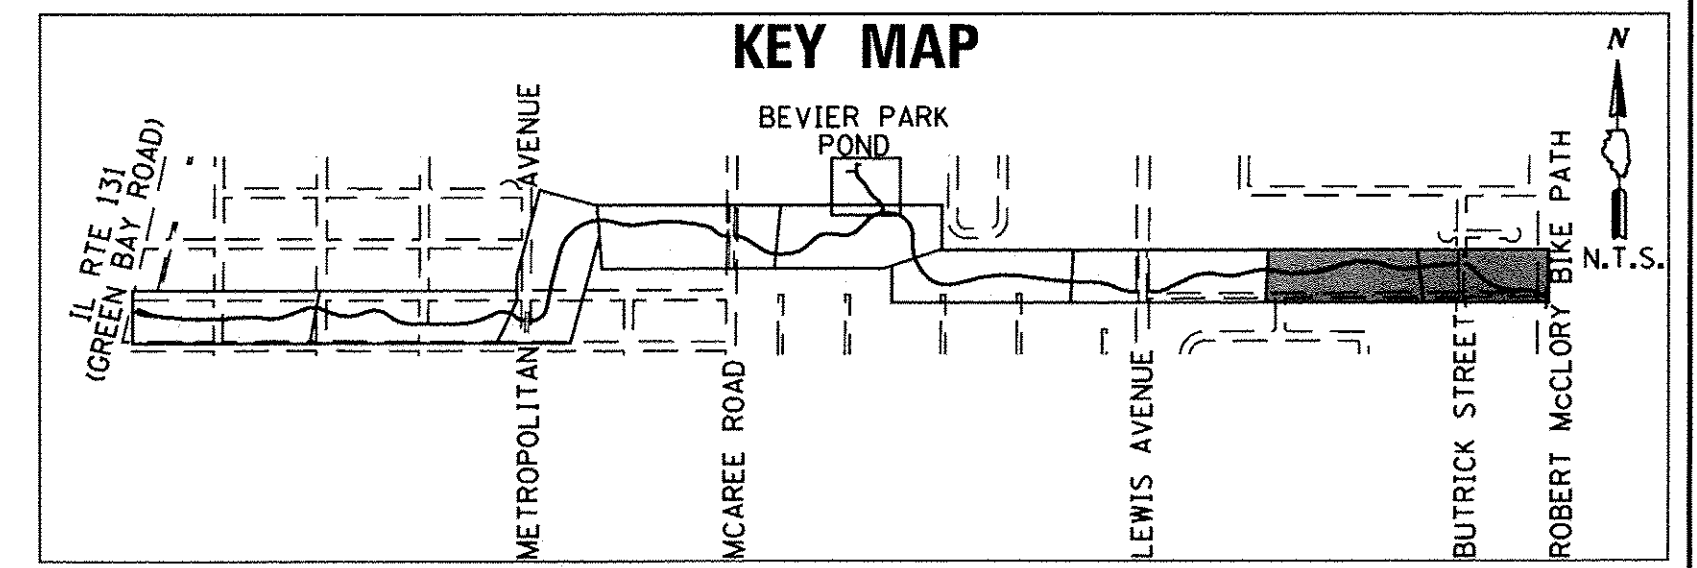 KEY MAP
N
N.T.S.
BEVIER PARK
POND
IL RTE 131
(GREEN BAY ROAD)
METROPOLITAN AVENUE
MCAREE ROAD
LEWIS AVENUE
BUTRICK STREET
ROBERT McCLORY BIKE PATH